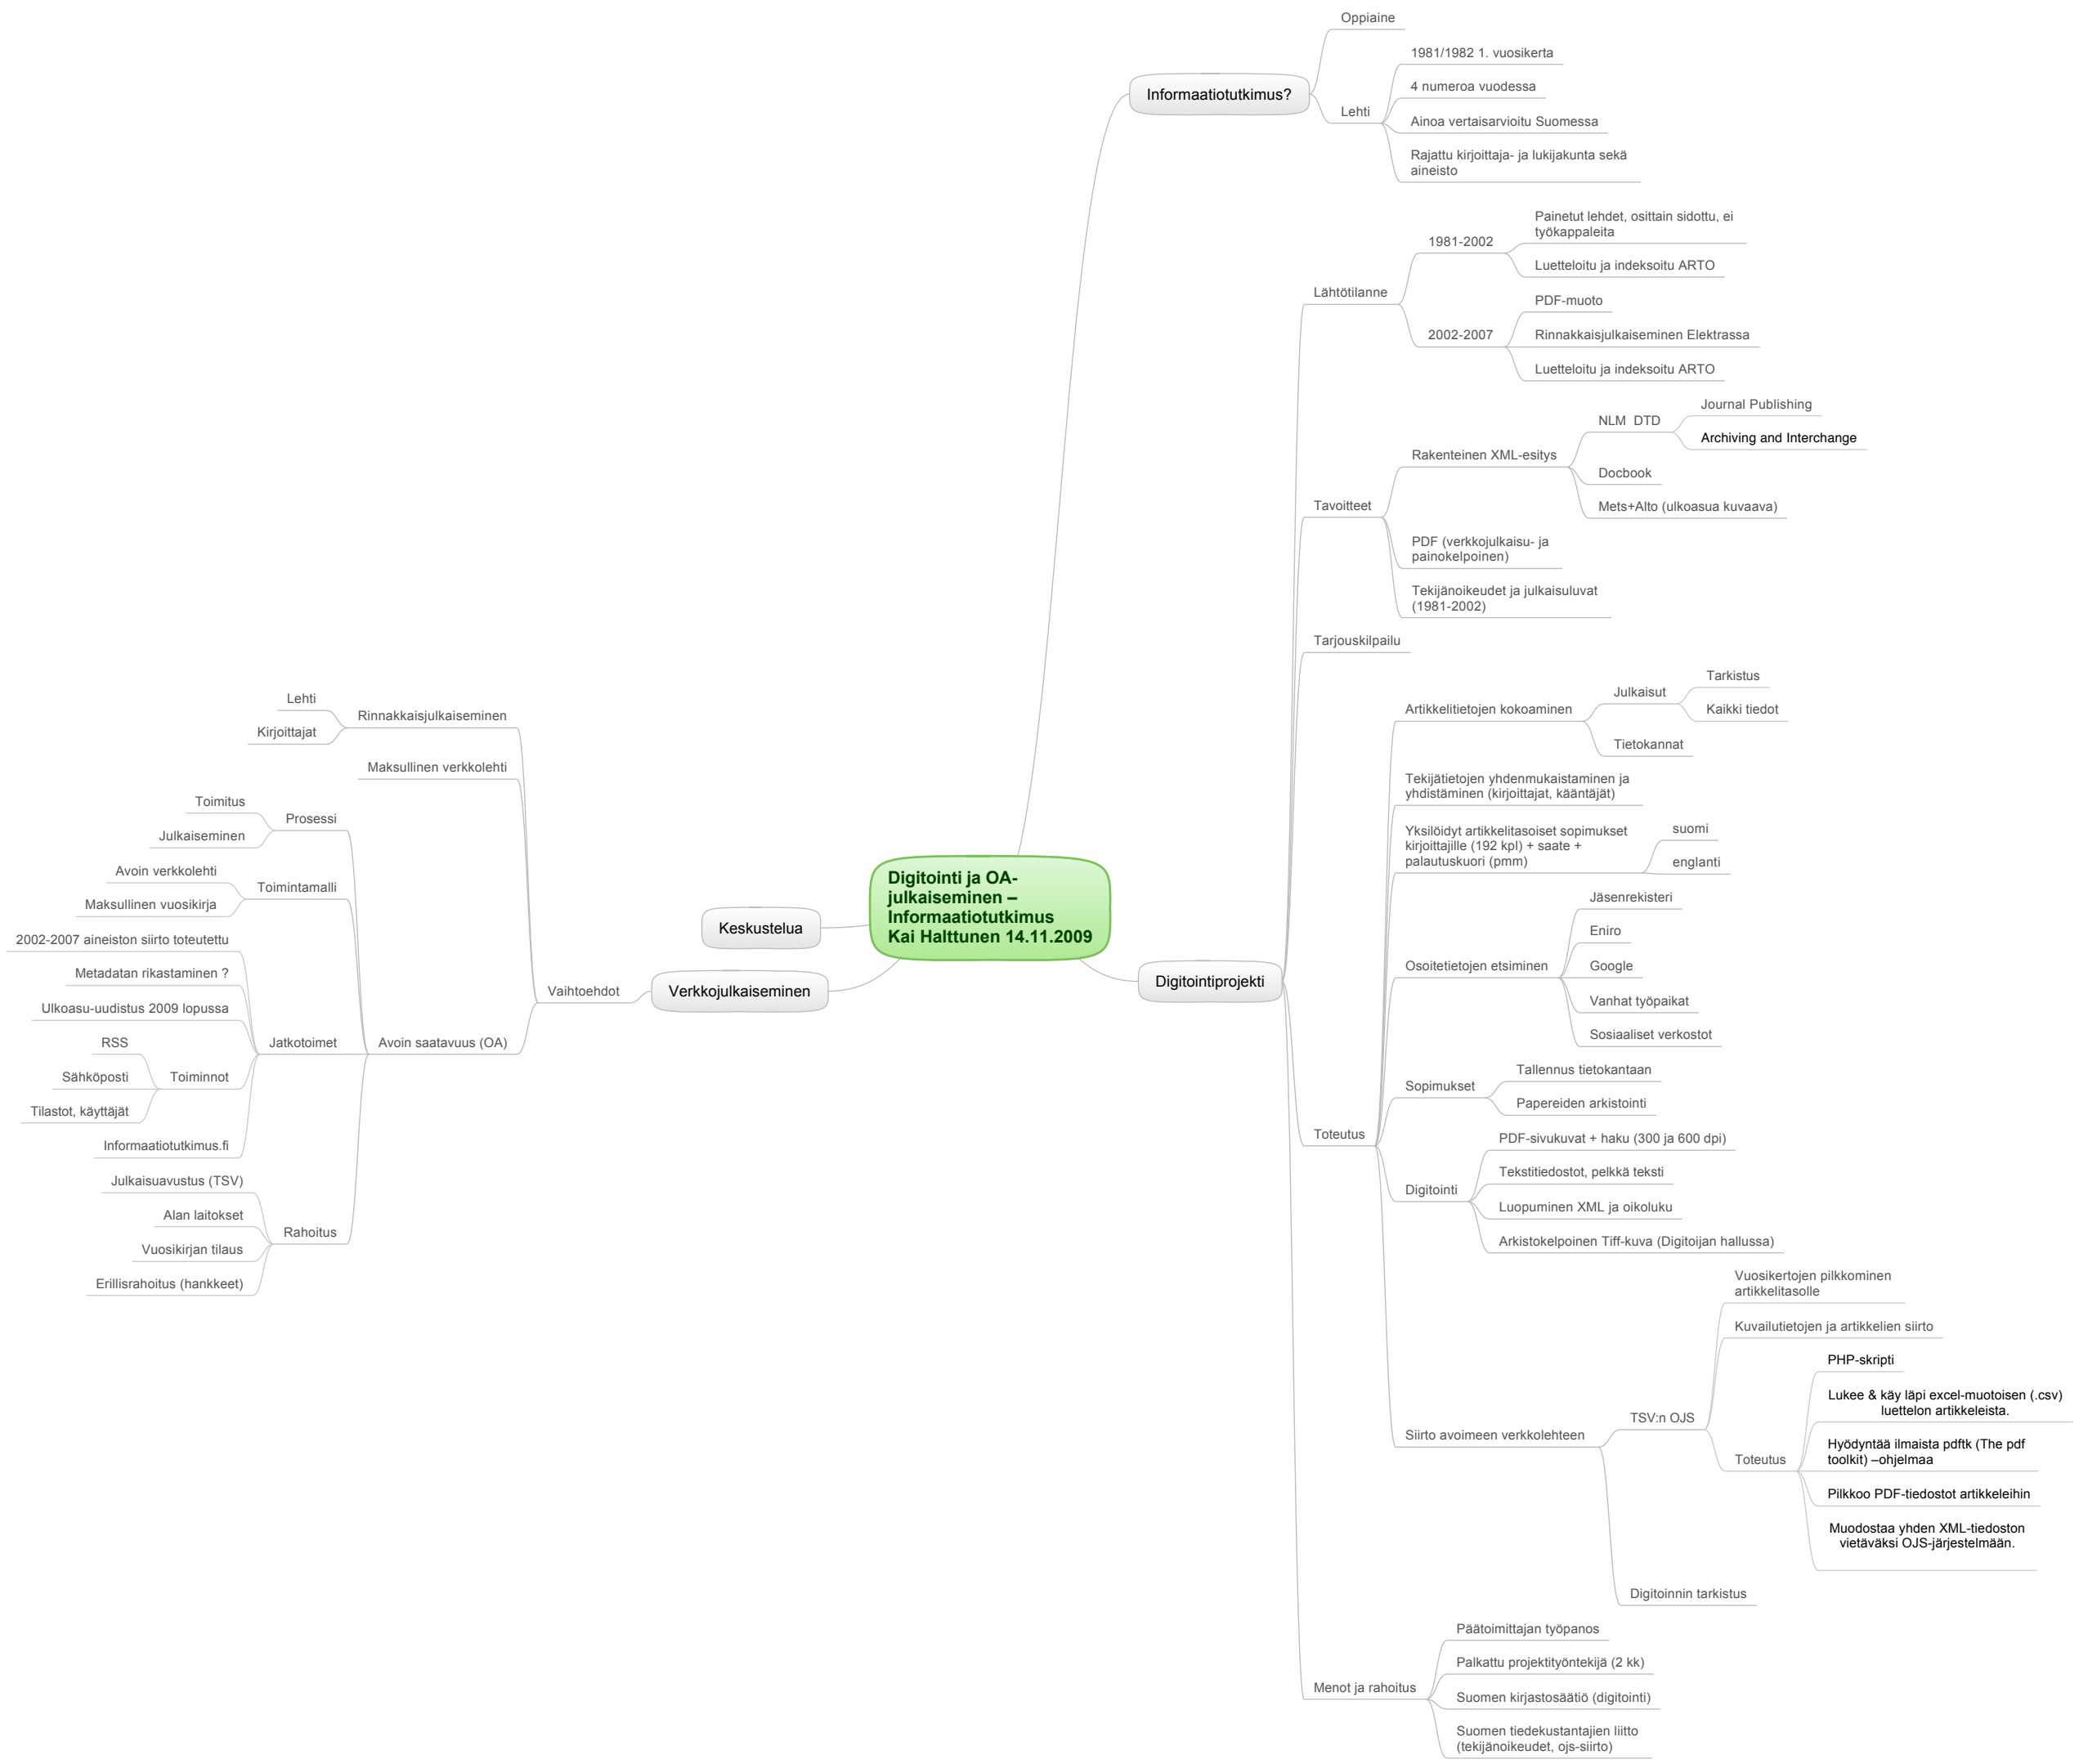 Digitointi ja OA-
julkaiseminen –
Informaatiotutkimus
Kai Halttunen 14.11.2009
Informaatiotutkimus?
Oppiaine
Lehti
1981/1982 1. vuosikerta
4 numeroa vuodessa
Ainoa vertaisarvioitu Suomessa
Rajattu kirjoittaja- ja lukijakunta sekä
aineisto
Digitointiprojekti
Lähtötilanne
1981-2002
Painetut lehdet, osittain sidottu, ei
työkappaleita
Luetteloitu ja indeksoitu ARTO
2002-2007
PDF-muoto
Rinnakkaisjulkaiseminen Elektrassa
Luetteloitu ja indeksoitu ARTO
Tavoitteet
Rakenteinen XML-esitys
NLM  DTD
Journal Publishing
Archiving and Interchange
Docbook
Mets+Alto (ulkoasua kuvaava)
PDF (verkkojulkaisu- ja
painokelpoinen)
Tekijänoikeudet ja julkaisuluvat
(1981-2002)
Tarjouskilpailu
Toteutus
Artikkelitietojen kokoaminen
Julkaisut
Tarkistus
Kaikki tiedot
Tietokannat
Tekijätietojen yhdenmukaistaminen ja
yhdistäminen (kirjoittajat, kääntäjät)
Yksilöidyt artikkelitasoiset sopimukset
kirjoittajille (192 kpl) + saate +
palautuskuori (pmm)
suomi
englanti
Osoitetietojen etsiminen
Jäsenrekisteri
Eniro
Google
Vanhat työpaikat
Sosiaaliset verkostot
Sopimukset
Tallennus tietokantaan
Papereiden arkistointi
Digitointi
PDF-sivukuvat + haku (300 ja 600 dpi)
Tekstitiedostot, pelkkä teksti
Luopuminen XML ja oikoluku
Arkistokelpoinen Tiff-kuva (Digitoijan hallussa)
Siirto avoimeen verkkolehteen
TSV:n OJS
Vuosikertojen pilkkominen
artikkelitasolle
Kuvailutietojen ja artikkelien siirto
Toteutus
PHP-skripti
Lukee & käy läpi excel-muotoisen (.csv)
luettelon artikkeleista.
Hyödyntää ilmaista pdftk (The pdf
toolkit) –ohjelmaa
Pilkkoo PDF-tiedostot artikkeleihin
Muodostaa yhden XML-tiedoston
vietäväksi OJS-järjestelmään.
Digitoinnin tarkistus
Menot ja rahoitus
Päätoimittajan työpanos
Palkattu projektityöntekijä (2 kk)
Suomen kirjastosäätiö (digitointi)
Suomen tiedekustantajien liitto
(tekijänoikeudet, ojs-siirto)
Verkkojulkaiseminen
Vaihtoehdot
Rinnakkaisjulkaiseminen
Lehti
Kirjoittajat
Maksullinen verkkolehti
Avoin saatavuus (OA)
Prosessi
Toimitus
Julkaiseminen
Toimintamalli
Avoin verkkolehti
Maksullinen vuosikirja
Jatkotoimet
2002-2007 aineiston siirto toteutettu
Metadatan rikastaminen ?
Ulkoasu-uudistus 2009 lopussa
Toiminnot
RSS
Sähköposti
Tilastot, käyttäjät
Informaatiotutkimus.fi
Rahoitus
Julkaisuavustus (TSV)
Alan laitokset
Vuosikirjan tilaus
Erillisrahoitus (hankkeet)
Keskustelua